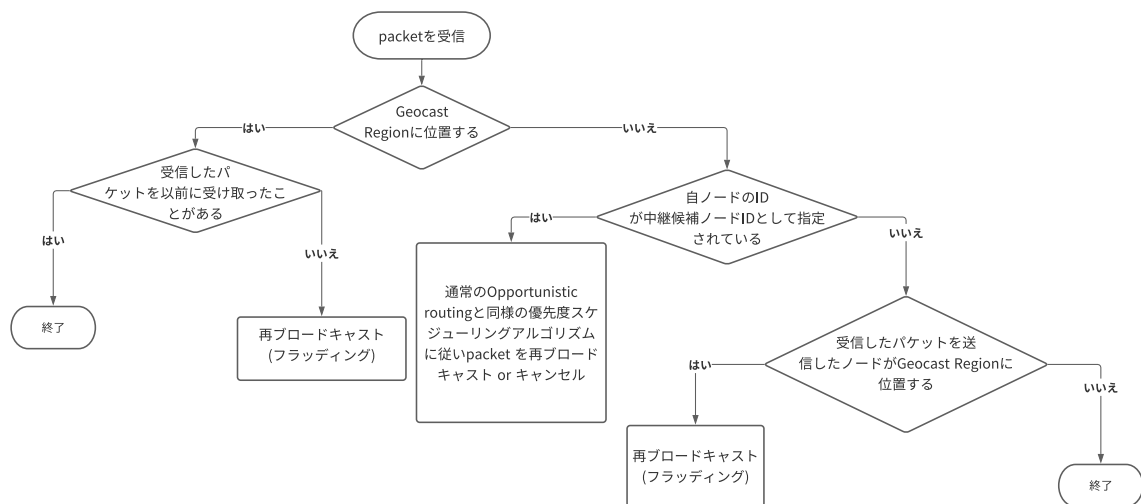 packetを受信
Geocast
Regionに位置する
はい
いいえ
受信したパ
ケットを以前に受け取ったこ
とがある
はい
いいえ
終了
再ブロードキャスト
(フラッディング)
自ノードのID
が中継候補ノードIDとして指定
されている
はい
いいえ
通常のOpportunistic
routingと同様の優先度スケ
ジューリングアルゴリズム
に従いpacket を再ブロード
キャスト or キャンセル
受信したパケットを送
信したノードがGeocast Regionに
位置する
はい
いいえ
再ブロードキャスト
(フラッディング)
終了